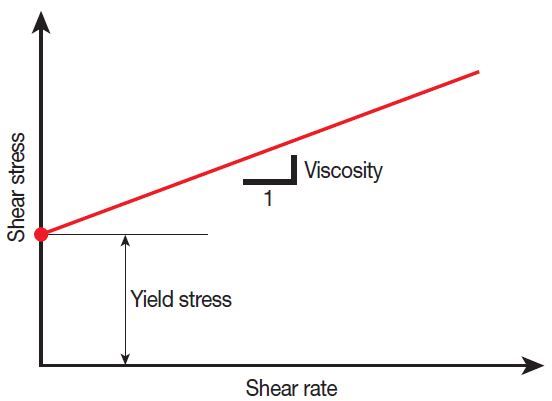 Shear stress
Viscosity
1
Yield stress
Shear rate